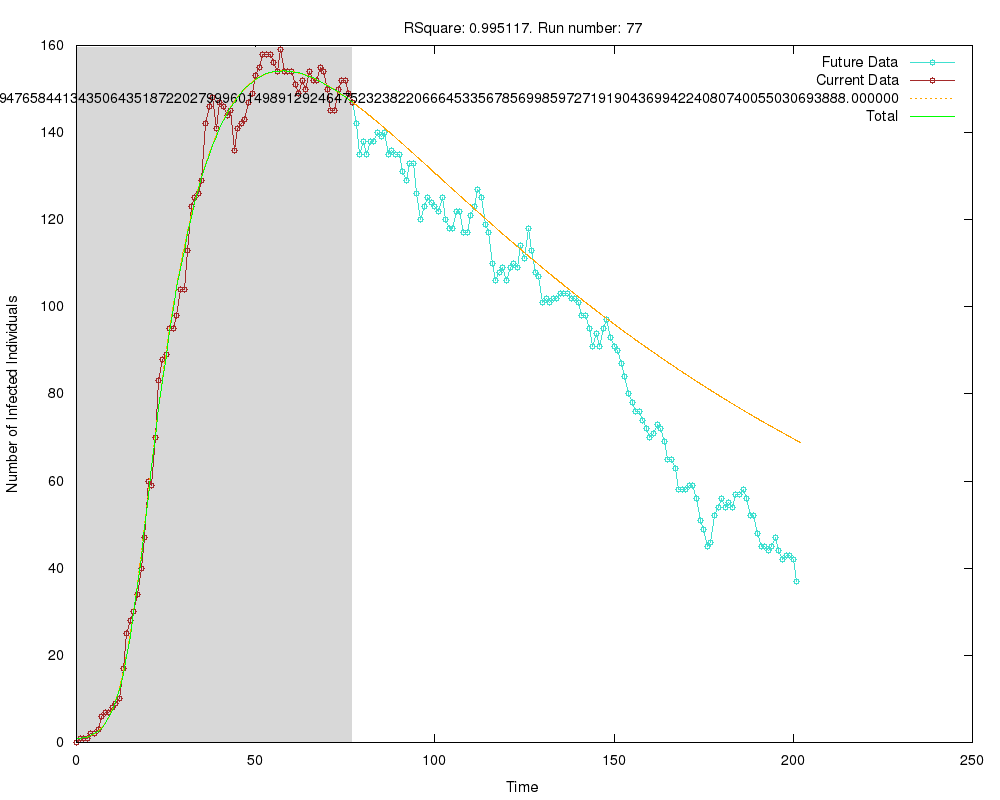 RSquare: 0.995117. Run number: 77
160
140
120
100
80
60
40
20
0
0
50
100
150
200
250
Number of Infected Individuals
Time
Future Data
Current Data
Total